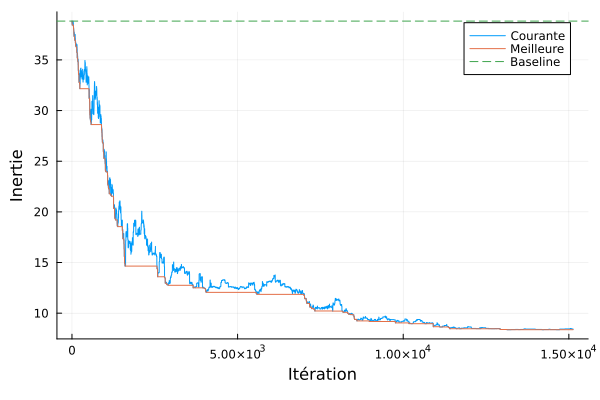 Courante
Meilleure
Baseline
35
30
25
20
15
10
Inertie
0
5.00×10³
1.00×10⁴
1.50×10⁴
Itération